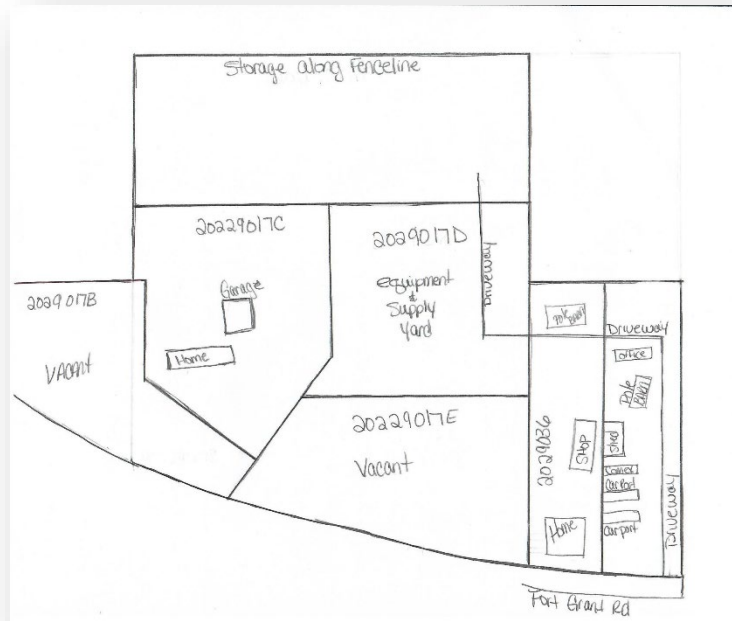 Storage along Fenceline
20229017C
2029017D
Equipment
&
Supply
Yard
Driveway
Garage
Home
2029017B
VAcant
20229017E
Vacant
Pole
Barn
Driveway
office
Pole
Barn
2029036
SHOP
Shed
Carport
Carport
Home
Driveway
Fort Grant Rd